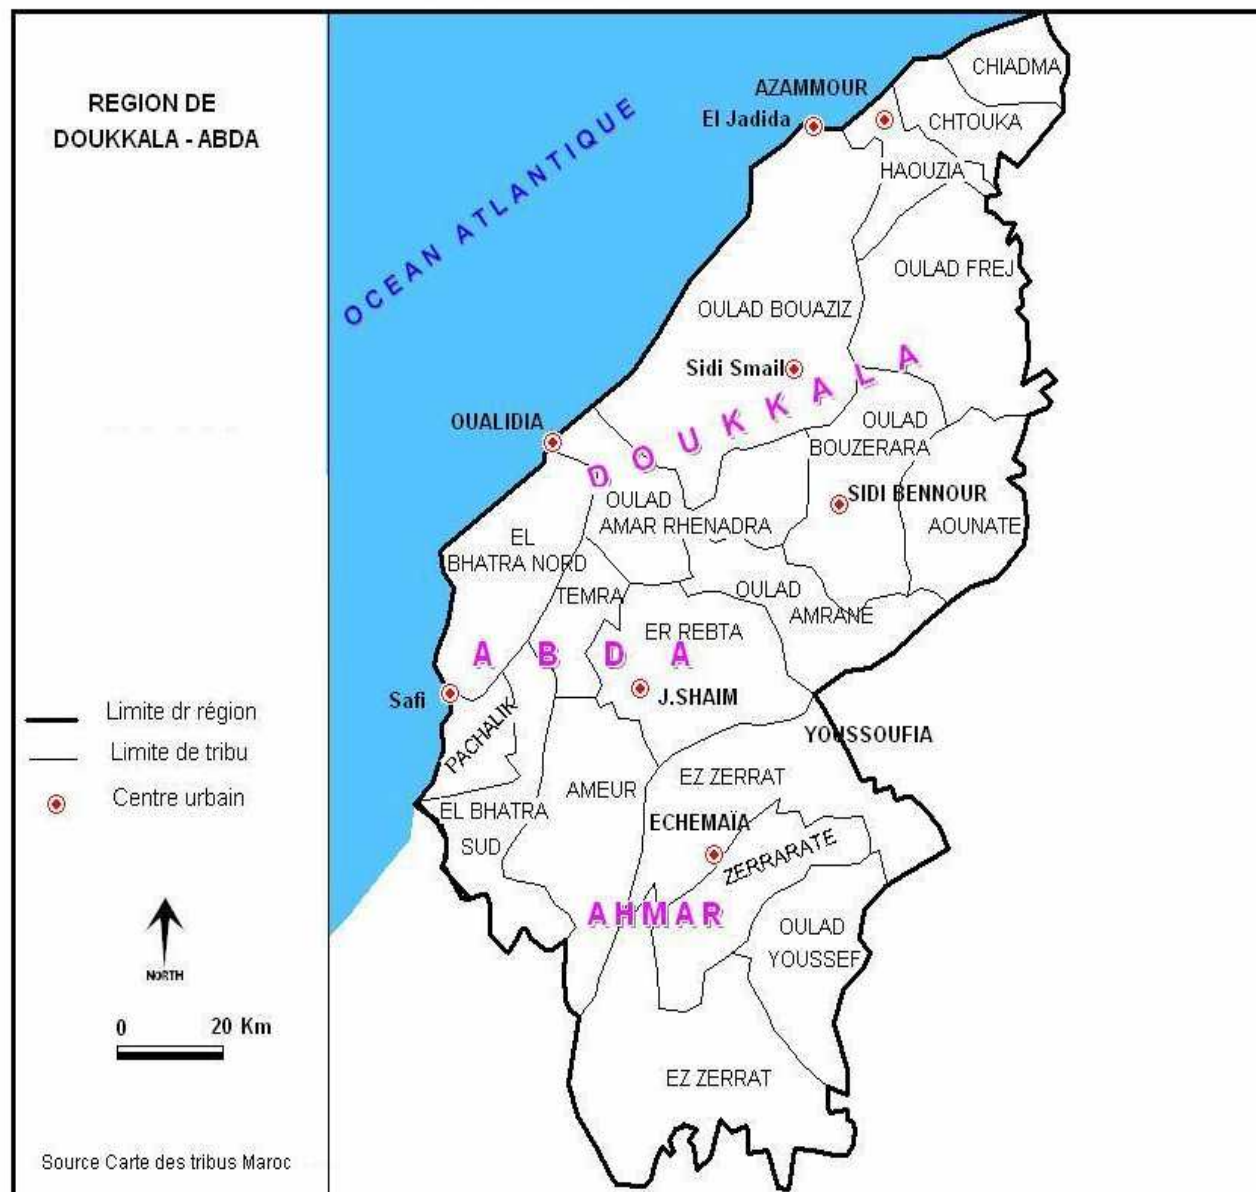 REGION DE
DOUKKALA - ABDA
OCEAN ATLANTIQUE
CHIADMA
AZAMMOUR
El Jadida
CHTOUKA
HAOUZIA
OULAD FREJ
OULAD BOUAZIZ
Sidi Smail
DOUKKALA
OUALIDIA
OULAD
BOUZERARA
SIDI BENNOUR
AOUNATE
OULAD
AMAR RHENADRA
EL
BHATRA NORD
TEMRA
OULAD
AMRANE
ER REBTA
ABDA
Safi
J.SHAIM
PACHALIK
YOUSSOUFIA
EZ ZERRAT
AMEUR
EL BHATRA
SUD
ECHEMAÏA
ZERRARATE
AHMAR
OULAD
YOUSSEF
EZ ZERRAT
Limite dr région
Limite de tribu
Centre urbain
NORTH
0 20 Km
Source Carte des tribus Maroc